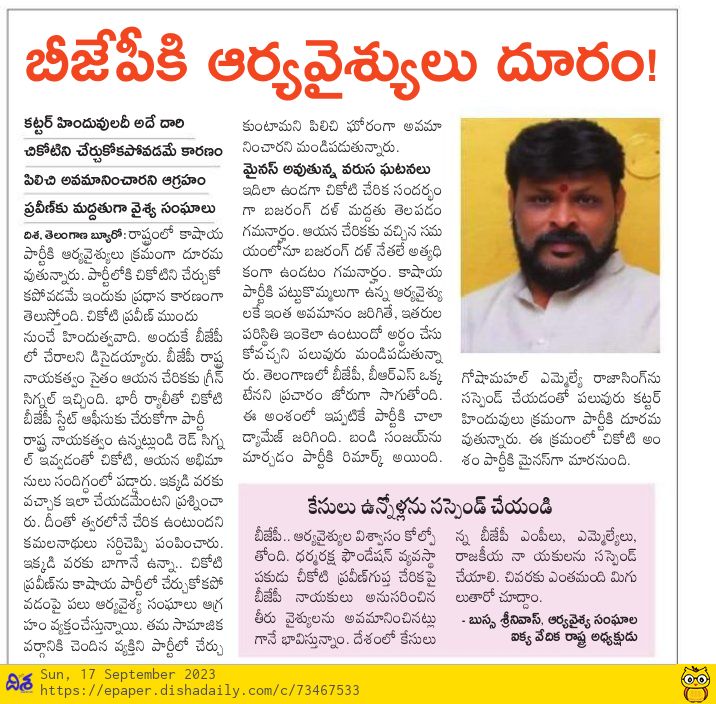 బీజేపీకి ఆర్యవైశ్యులు దూరం!
కట్టర్ హిందువులదీ అదే దారి
చికోటిని చేర్చుకోకపోవడమే కారణం
పిలిచి అవమానించారని ఆగ్రహం
ప్రవీణ్‌కు మద్దతుగా వైశ్య సంఘాలు
దిశ, తెలంగాణ బ్యూరో: రాష్ట్రంలో కాషాయ
పార్టీకి ఆర్యవైశ్యులు క్రమంగా దూరమ
వుతున్నారు. పార్టీలోకి చికోటిని చేర్చుకో
కపోవడమే ఇందుకు ప్రధాన కారణంగా
తెలుస్తోంది. చికోటి ప్రవీణ్ ముందు
నుంచే హిందుత్వవాది. అందుకే బీజేపీ
లో చేరాలని డిసైడయ్యారు. బీజేపీ రాష్ట్ర
నాయకత్వం సైతం ఆయన చేరికకు గ్రీన్
సిగ్నల్ ఇచ్చింది. భారీ ర్యాలీతో చికోటి
బీజేపీ స్టేట్ ఆఫీసుకు చేరుకోగా పార్టీ
రాష్ట్ర నాయకత్వం ఉన్నట్లుండి రెడ్ సిగ్న
ల్ ఇవ్వడంతో చికోటి, ఆయన అభిమా
నులు సందిగ్ధంలో పడ్డారు. ఇక్కడి వరకు
వచ్చాక ఇలా చేయడమేంటని ప్రశ్నించా
రు. దీంతో త్వరలోనే చేరిక ఉంటుందని
కమలనాథులు సర్దిచెప్పి పంపించారు.
ఇక్కడి వరకు బాగానే ఉన్నా.. చికోటి
ప్రవీణ్‌ను కాషాయ పార్టీలో చేర్చుకోకపో
వడంపై పలు ఆర్యవైశ్య సంఘాలు ఆగ్ర
హం వ్యక్తంచేస్తున్నాయి. తమ సామాజిక
వర్గానికి చెందిన వ్యక్తిని పార్టీలో చేర్చు
కుంటామని పిలిచి ఘోరంగా అవమా
నించారని మండిపడుతున్నారు.
మైనస్ అవుతున్న వరుస ఘటనలు
ఇదిలా ఉండగా చికోటి చేరిక సందర్భం
గా బజరంగ్ దళ్ మద్దతు తెలపడం
గమనార్హం. ఆయన చేరికకు వచ్చిన సమ
యంలోనూ బజరంగ్ దళ్ నేతలే అత్యధి
కంగా ఉండటం గమనార్హం. కాషాయ
పార్టీకి పట్టుకొమ్మలుగా ఉన్న ఆర్యవైశ్యు
లకే ఇంత అవమానం జరిగితే, ఇతరుల
పరిస్థితి ఇంకెలా ఉంటుందో అర్థం చేసు
కోవచ్చని పలువురు మండిపడుతున్నా
రు. తెలంగాణలో బీజేపీ, బీఆర్ఎస్ ఒక్క
టేనని ప్రచారం జోరుగా సాగుతోంది.
ఈ అంశంలో ఇప్పటికే పార్టీకి చాలా
డ్యామేజ్ జరిగింది. బండి సంజయ్‌ను
మార్చడం పార్టీకి రిమార్క్ అయింది.
గోషామహల్ ఎమ్మెల్యే రాజాసింగ్‌ను
సస్పెండ్ చేయడంతో పలువురు కట్టర్
హిందువులు క్రమంగా పార్టీకి దూరమ
వుతున్నారు. ఈ క్రమంలో చికోటి అం
శం పార్టీకి మైనస్‌గా మారనుంది.
కేసులు ఉన్నోళ్లను సస్పెండ్ చేయండి
బీజేపీ.. ఆర్యవైశ్యుల విశ్వాసం కోల్పో
తోంది. ధర్మరక్ష ఫౌండేషన్ వ్యవస్థా
పకుడు చీకోటి ప్రవీణ్‌గుప్త చేరికపై
బీజేపీ నాయకులు అనుసరించిన
తీరు వైశ్యులను అవమానించినట్లు
గానే భావిస్తున్నాం. దేశంలో కేసులు
న్న బీజేపీ ఎంపీలు, ఎమ్మెల్యేలు,
రాజకీయ నా యకులను సస్పెండ్
చేయాలి. చివరకు ఎంతమంది మిగు
లుతారో చూద్దాం.
- బుస్స శ్రీనివాస్, ఆర్యవైశ్య సంఘాల
ఐక్య వేదిక రాష్ట్ర అధ్యక్షుడు
దిశ
Sun, 17 September 2023
https://epaper.dishadaily.com/c/73467533